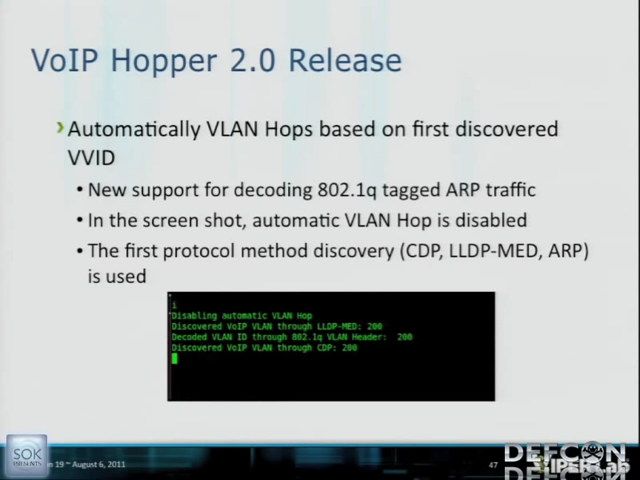 VoIP Hopper 2.0 Release
› Automatically VLAN Hops based on first discovered
VVID
• New support for decoding 802.1q tagged ARP traffic
• In the screen shot, automatic VLAN Hop is disabled
• The first protocol method discovery (CDP, LLDP-MED, ARP)
is used
i
Disabling automatic VLAN Hop
Discovered VoIP VLAN through LLDP-MED: 200
Decoded VLAN ID through 802.1q VLAN Header: 200
Discovered VoIP VLAN through CDP: 200
SOK
PRESENTS
19 ~ August 6, 2011
47
DEFCON